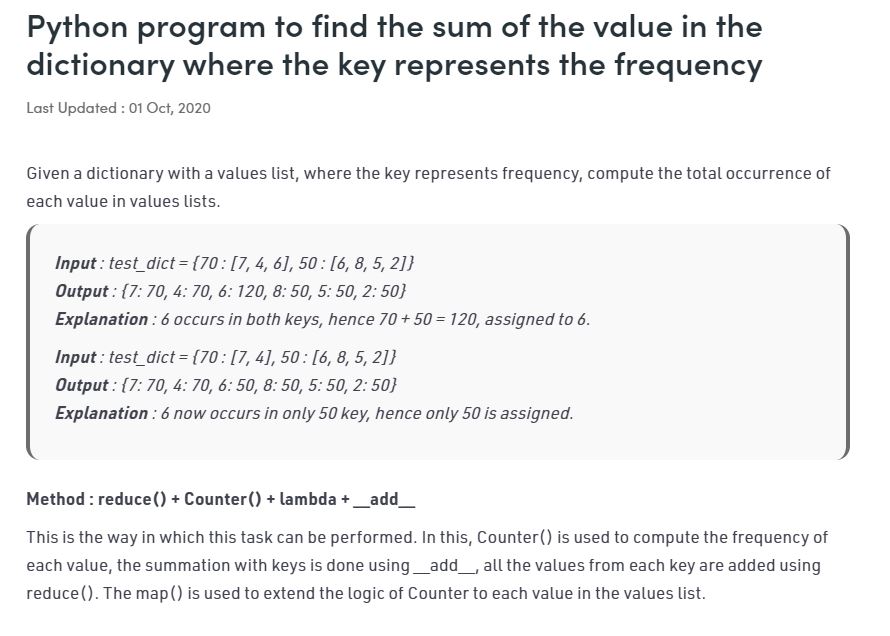 Python program to find the sum of the value in the
dictionary where the key represents the frequency
Last Updated : 01 Oct, 2020
Given a dictionary with a values list, where the key represents frequency, compute the total occurrence of
each value in values lists.
Input : test_dict = {70 : [7, 4, 6], 50 : [6, 8, 5, 2]}
Output : {7: 70, 4: 70, 6: 120, 8: 50, 5: 50, 2: 50}
Explanation : 6 occurs in both keys, hence 70 + 50 = 120, assigned to 6.
Input : test_dict = {70 : [7, 4], 50 : [6, 8, 5, 2]}
Output : {7: 70, 4: 70, 6: 50, 8: 50, 5: 50, 2: 50}
Explanation : 6 now occurs in only 50 key, hence only 50 is assigned.
Method : reduce() + Counter() + lambda + __add__
This is the way in which this task can be performed. In this, Counter() is used to compute the frequency of
each value, the summation with keys is done using __add__, all the values from each key are added using
reduce(). The map() is used to extend the logic of Counter to each value in the values list.